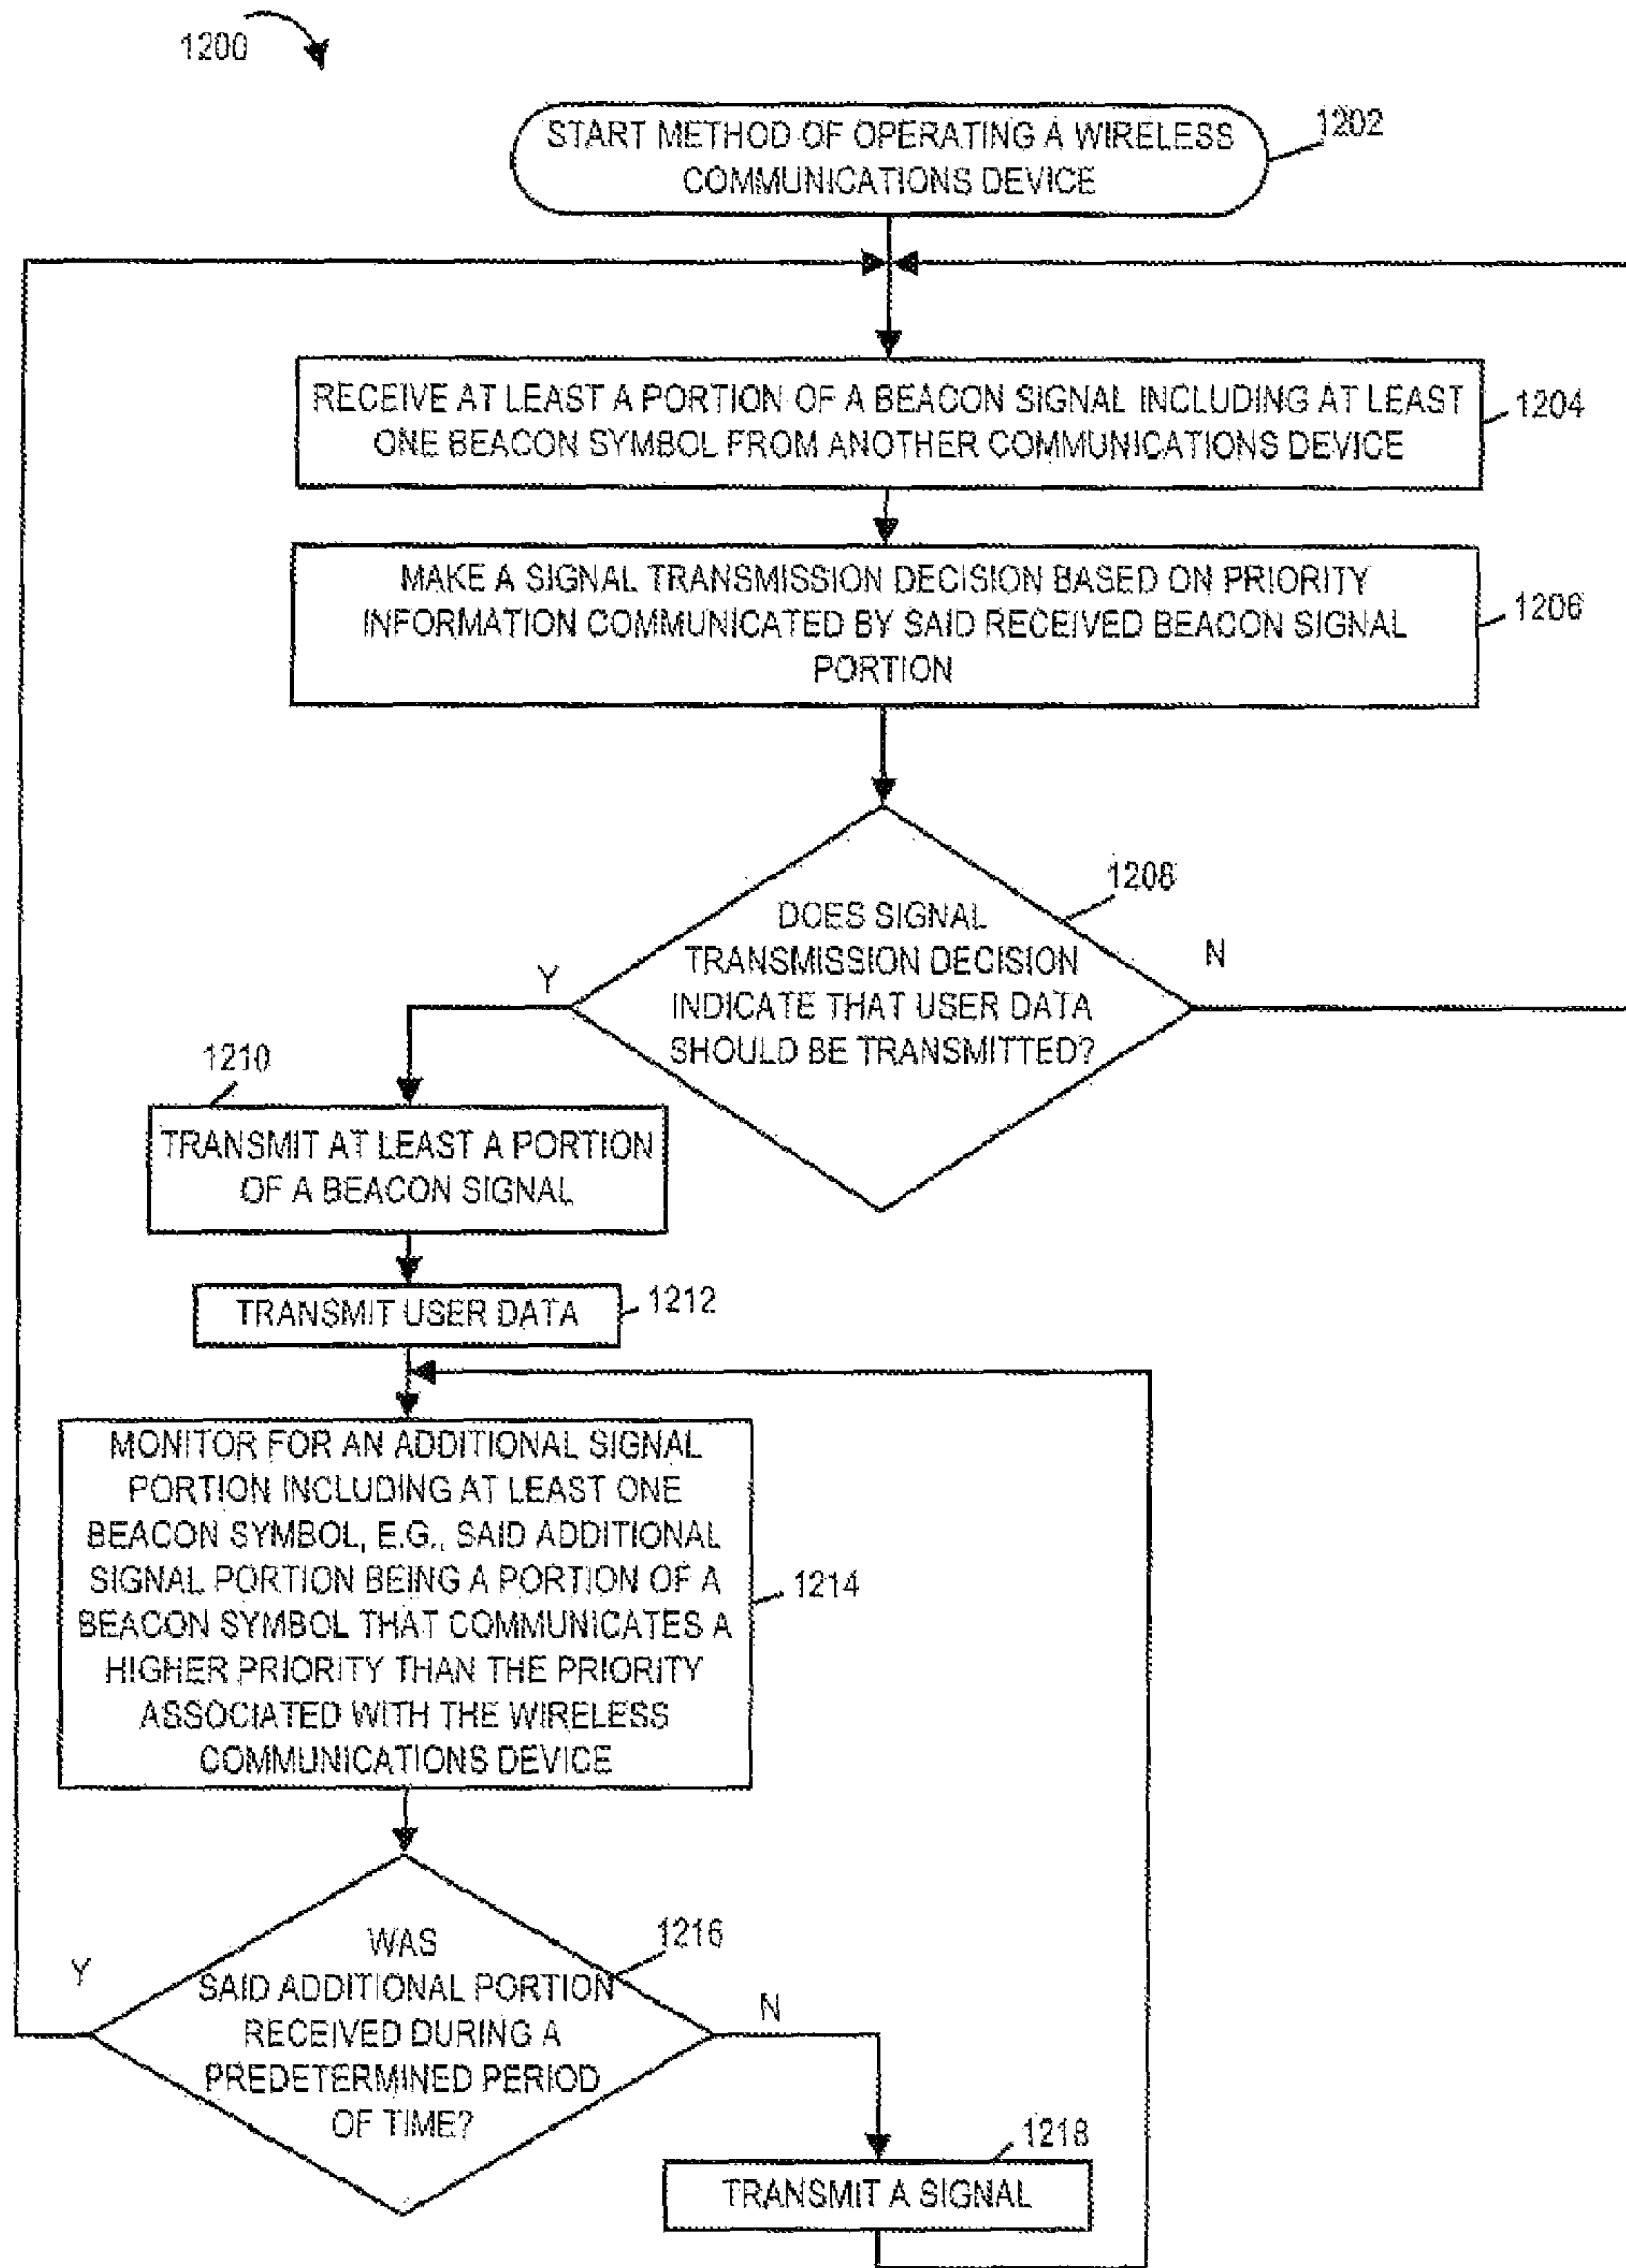 1200
START METHOD OF OPERATING A WIRELESS
COMMUNICATIONS DEVICE
1202
RECEIVE AT LEAST A PORTION OF A BEACON SIGNAL INCLUDING AT LEAST
ONE BEACON SYMBOL FROM ANOTHER COMMUNICATIONS DEVICE
1204
MAKE A SIGNAL TRANSMISSION DECISION BASED ON PRIORITY
INFORMATION COMMUNICATED BY SAID RECEIVED BEACON SIGNAL
PORTION
1206
1208
DOES SIGNAL
TRANSMISSION DECISION
INDICATE THAT USER DATA
SHOULD BE TRANSMITTED?
Y
N
1210
TRANSMIT AT LEAST A PORTION
OF A BEACON SIGNAL
TRANSMIT USER DATA
1212
MONITOR FOR AN ADDITIONAL SIGNAL
PORTION INCLUDING AT LEAST ONE
BEACON SYMBOL, E.G., SAID ADDITIONAL
SIGNAL PORTION BEING A PORTION OF A
BEACON SYMBOL THAT COMMUNICATES A
HIGHER PRIORITY THAN THE PRIORITY
ASSOCIATED WITH THE WIRELESS
COMMUNICATIONS DEVICE
1214
1216
WAS
SAID ADDITIONAL PORTION
RECEIVED DURING A
PREDETERMINED PERIOD
OF TIME?
Y
N
1218
TRANSMIT A SIGNAL